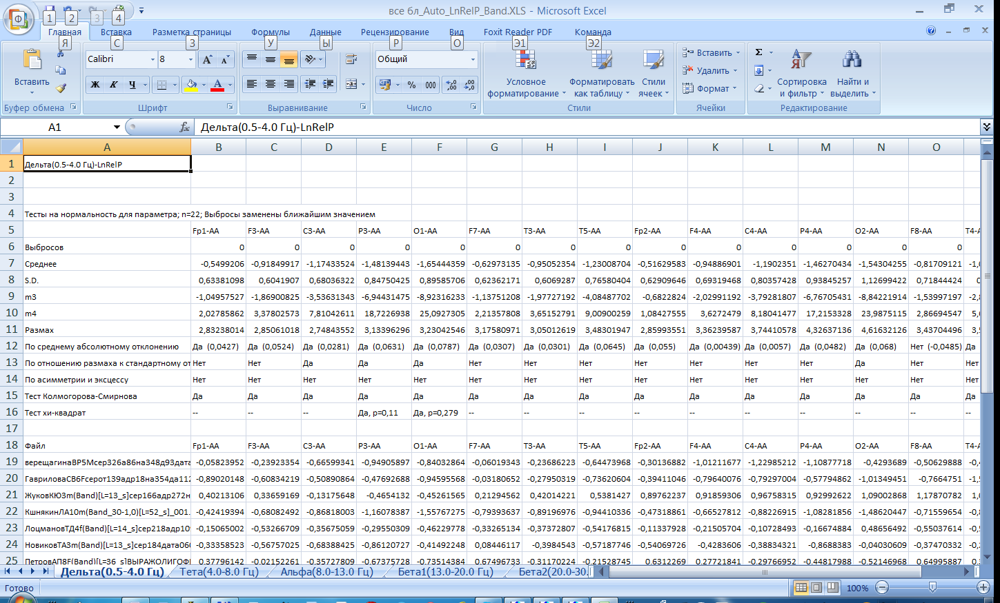 все бл_Auto_LnRelP_Band.XLS - Microsoft Excel
Ф 1 2 3 4
Главная Вставка Разметка страницы Формулы Данные Рецензирование Вид Foxit Reader PDF Команда
Я С З У Ы Р О Э1 Э2
Calibri 8 Общий
Вставить
Ж К Ч % 000
Условное форматирование
Форматировать как таблицу
Стили ячеек
Вставить
Удалить
Формат
Σ
Сортировка и фильтр
Найти и выделить
Буфер обмена Шрифт Выравнивание Число Стили Ячейки Редактирование
A1 fx Дельта(0.5-4.0 Гц)-LnRelP
A B C D E F G H I J K L M N O
1 Дельта(0.5-4.0 Гц)-LnRelP
2
3
4 Тесты на нормальность для параметра; n=22; Выбросы заменены ближайшим значением
5 Fp1-AA F3-AA C3-AA P3-AA O1-AA F7-AA T3-AA T5-AA Fp2-AA F4-AA C4-AA P4-AA O2-AA F8-AA T4-A
6 Выбросов 0 0 0 0 0 0 0 0 0 0 0 0 0 0
7 Среднее -0,5499206 -0,91849917 -1,17433524 -1,48139443 -1,65444359 -0,62973135 -0,95052354 -1,23008704 -0,51629583 -0,94886901 -1,1902351 -1,46270434 -1,54304255 -0,81709121 -1,0
8 S.D. 0,63381098 0,6041907 0,68036322 0,84750425 0,89585706 0,62362171 0,6069287 0,76580404 0,62909646 0,69319468 0,80357428 0,93845257 1,12699422 0,71844424 0
9 m3 -1,04957527 -1,86900825 -3,53631343 -6,94431475 -8,92316233 -1,13751208 -1,97727192 -4,08487702 -0,6822824 -2,02991192 -3,79281807 -6,76705431 -8,84221914 -1,53997197 -2,8
10 m4 2,02785862 3,37802573 7,81042611 18,7226938 25,0927305 2,21357808 3,65152791 9,00900259 1,08427555 3,6272479 8,18041477 17,2153328 23,9875115 2,86694547 5,0
11 Размах 2,83238014 2,85061018 2,74843552 3,13396296 3,23042546 3,17580971 3,05012619 3,48301947 2,85993551 3,36239587 3,74410578 4,32637136 4,61632126 3,43704496 3,5
12 По среднему абсолютному отклонению Да (0,0427) Да (0,0524) Да (0,0281) Да (0,0631) Да (0,0787) Да (0,0307) Да (0,0301) Да (0,0645) Да (0,055) Да (0,00439) Да (0,0057) Да (0,0482) Да (0,068) Нет (-0,0485) Да
13 По отношению размаха к стандартному от Нет Нет Да Да Да Нет Нет Нет Нет Нет Нет Нет Да Нет Нет
14 По асимметрии и эксцессу Нет Нет Нет Нет Нет Нет Нет Нет Нет Нет Нет Нет Нет Нет Нет
15 Тест Колмогорова-Смирнова Да Да Да Да Да Да Да Да Да Да Да Да Да Да Да
16 Тест хи-квадрат -- -- -- Да, p=0,11 Да, p=0,279 -- -- -- -- -- -- -- -- -- --
17
18 Файл Fp1-AA F3-AA C3-AA P3-AA O1-AA F7-AA T3-AA T5-AA Fp2-AA F4-AA C4-AA P4-AA O2-AA F8-AA T4-A
19 верещагинаВР5Mсер326а86на348д93дата -0,05823952 -0,23923354 -0,66599341 -0,94905897 -0,84032864 -0,06019343 -0,23686223 -0,64473968 -0,30136882 -1,01211677 -1,22985212 -1,10877718 -0,4293689 -0,50629888 -0,4
20 ГавриловаСВ6Fсерот139адр18на354да112 -0,89020148 -0,60834219 -0,50890864 -0,47692688 -0,94595568 -0,03180652 -0,27950319 -0,73620604 -0,39411046 -0,79640076 -0,79297004 -0,57794862 -1,01349451 -0,7664751 -1,5
21 ЖуковКЮ3m(Band)[L=13_s]сер166адр272н 0,40213106 0,33659169 -0,13175648 -0,4654132 -0,45261565 0,21294562 0,42014221 0,5381427 0,89762237 0,91859306 0,96758315 0,92992622 1,09002868 1,17870782 1,0
22 КшнякинЛА10m(Band_30-1,0)[L=52_s]_001. -0,42419394 -0,68082492 -0,86818003 -1,16078387 -1,55767275 -0,79393637 -0,89196976 -0,94410336 -0,47318861 -0,66527812 -0,88226915 -1,08281856 -1,48620447 -0,71559654 -0,8
23 ЛоцмановТД4f(Band)[L=14_s]сер218адр10 -0,15065002 -0,53266709 -0,35675059 -0,29550309 -0,46229778 -0,33265134 -0,37372807 -0,54176815 -0,11337928 -0,21505704 -0,10728493 -0,16674884 0,48656492 -0,55037614 -0,5
24 НовиковТА3m(Band)[L=13_s]сер184дата06 -0,33358523 -0,56757025 -0,68388425 -0,86120727 -0,41492248 0,08446117 -0,3984543 -0,57187746 -0,54069726 -0,4283606 -0,38834321 -0,8688383 -0,04030609 -0,37470332 -0,2
25 ПетровАП8F(Band)[L=36_s]ВЫРАЖОЛИГОФ 0,37796142 -0,02152261 -0,35727809 -0,67375728 -0,73514384 0,67496733 -0,31170224 -0,21528745 0,6312269 0,27721841 -0,29766952 -0,44817988 -0,52146968 0,64995887
Дельта(0.5-4.0 Гц) Тета(4.0-8.0 Гц) Альфа(8.0-13.0 Гц) Бета1(13.0-20.0 Гц) Бета2(20.0-30.
Готово 100%